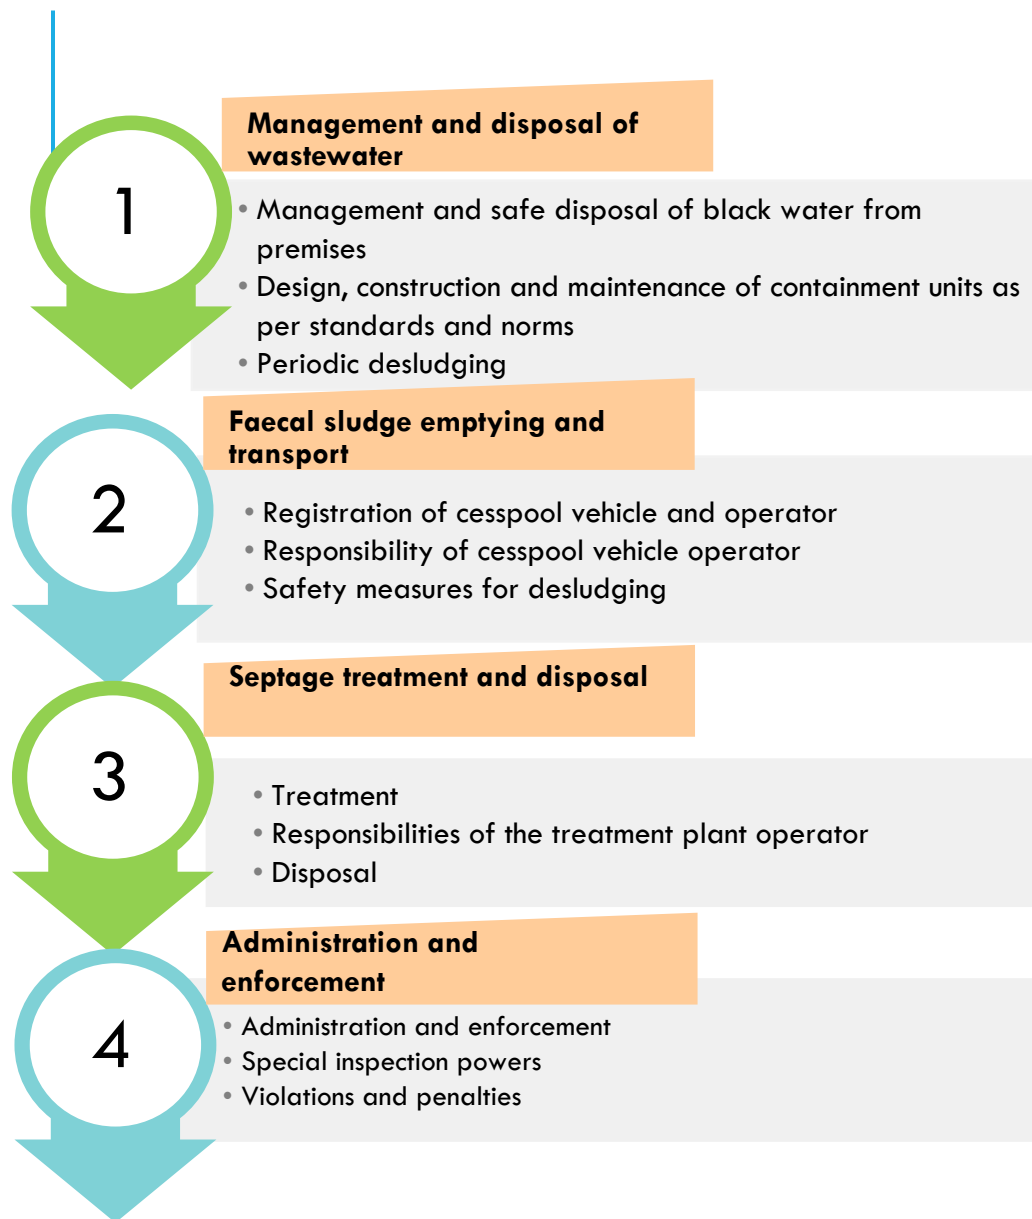 1
Management and disposal of
wastewater
• Management and safe disposal of black water from
premises
• Design, construction and maintenance of containment units as
per standards and norms
• Periodic desludging
2
Faecal sludge emptying and
transport
• Registration of cesspool vehicle and operator
• Responsibility of cesspool vehicle operator
• Safety measures for desludging
3
Septage treatment and disposal
• Treatment
• Responsibilities of the treatment plant operator
• Disposal
4
Administration and
enforcement
• Administration and enforcement
• Special inspection powers
• Violations and penalties